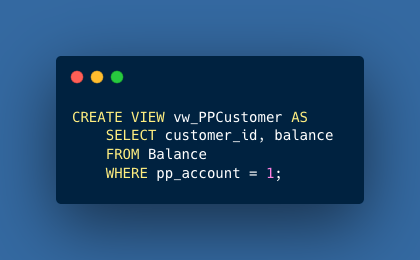 CREATE VIEW vw_PPCustomer AS
    SELECT customer_id, balance
    FROM Balance
    WHERE pp_account = 1;